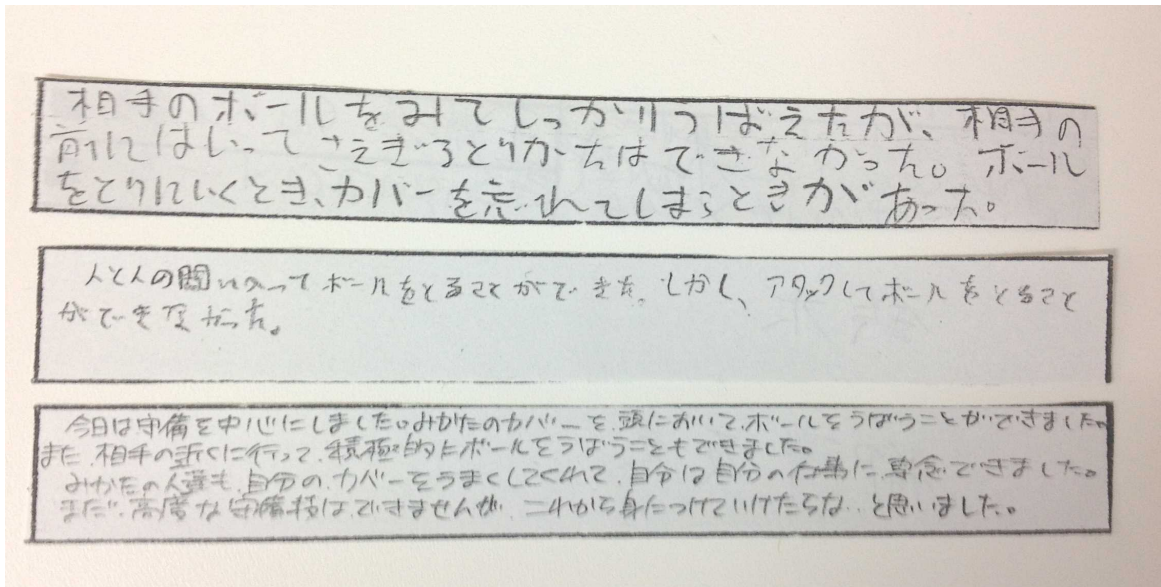 相手のボールをみてしっかりうばえたが、相手の
前にはいってさえぎるとりかたはできなかった。ボール
をとりにいくとき、カバーを忘れてしまうときがあった。
人と人の間に入ってボールをとることができた。しかし、アタックしてボールをとること
ができなかった。
今日は守備を中心にしました。みかたのカバーを、頭においてボールをうばうことができました。
また、相手の近くに行って、積極的にボールをうばうこともできました。
みかたの人達も、自分の、カバーをうまくしてくれて、自分は自分の仕事に、専念できました。
まだ、高度な守備技はできませんが、これから身につけていけたらな、と思いました。